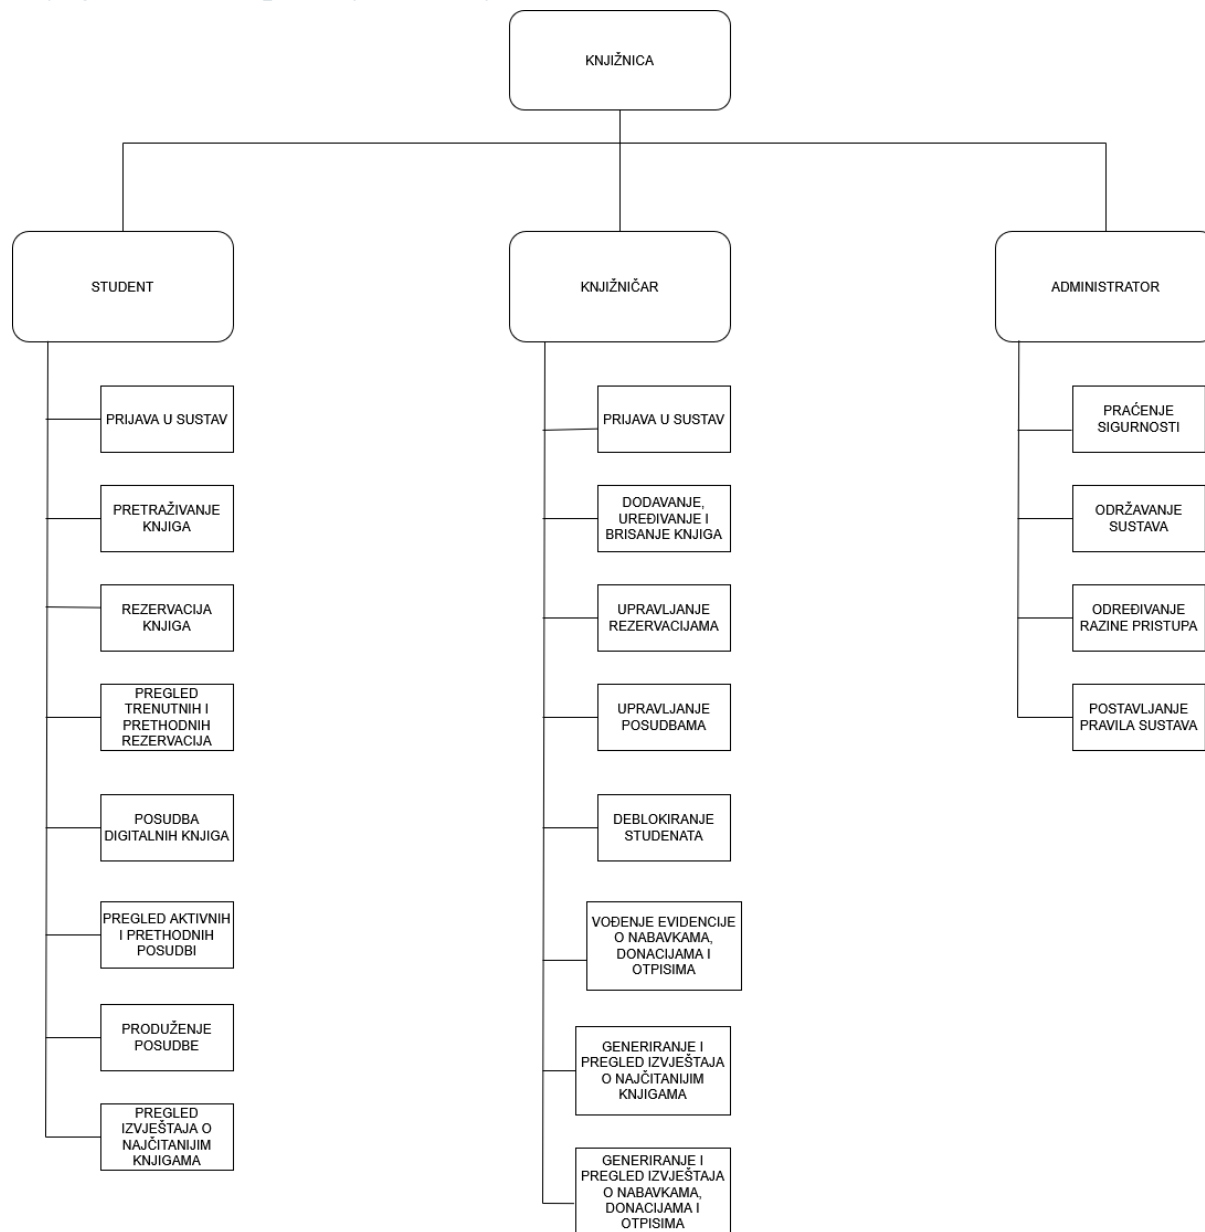 KNJIŽNICA
STUDENT
KNJIŽNIČAR
ADMINISTRATOR
PRIJAVA U SUSTAV
PRETRAŽIVANJE
KNJIGA
REZERVACIJA
KNJIGA
PREGLED
TRENUTNIH I
PRETHODNIH
REZERVACIJA
POSUDBA
DIGITALNIH KNJIGA
PREGLED AKTIVNIH
I PRETHODNIH
POSUDBI
PRODUŽENJE
POSUDBE
PREGLED
IZVJEŠTAJA O
NAJČITANIJIM
KNJIGAMA
PRIJAVA U SUSTAV
DODAVANJE,
UREĐIVANJE I
BRISANJE KNJIGA
UPRAVLJANJE
REZERVACIJAMA
UPRAVLJANJE
POSUDBAMA
DEBLOKIRANJE
STUDENATA
VOĐENJE EVIDENCIJE
O NABAVKAMA,
DONACIJAMA I
OTPISIMA
GENERIRANJE I
PREGLED IZVJEŠTAJA
O NAJČITANIJIM
KNJIGAMA
GENERIRANJE I
PREGLED IZVJEŠTAJA
O NABAVKAMA,
DONACIJAMA I
OTPISIMA
PRAĆENJE
SIGURNOSTI
ODRŽAVANJE
SUSTAVA
ODREĐIVANJE
RAZINE PRISTUPA
POSTAVLJANJE
PRAVILA SUSTAVA